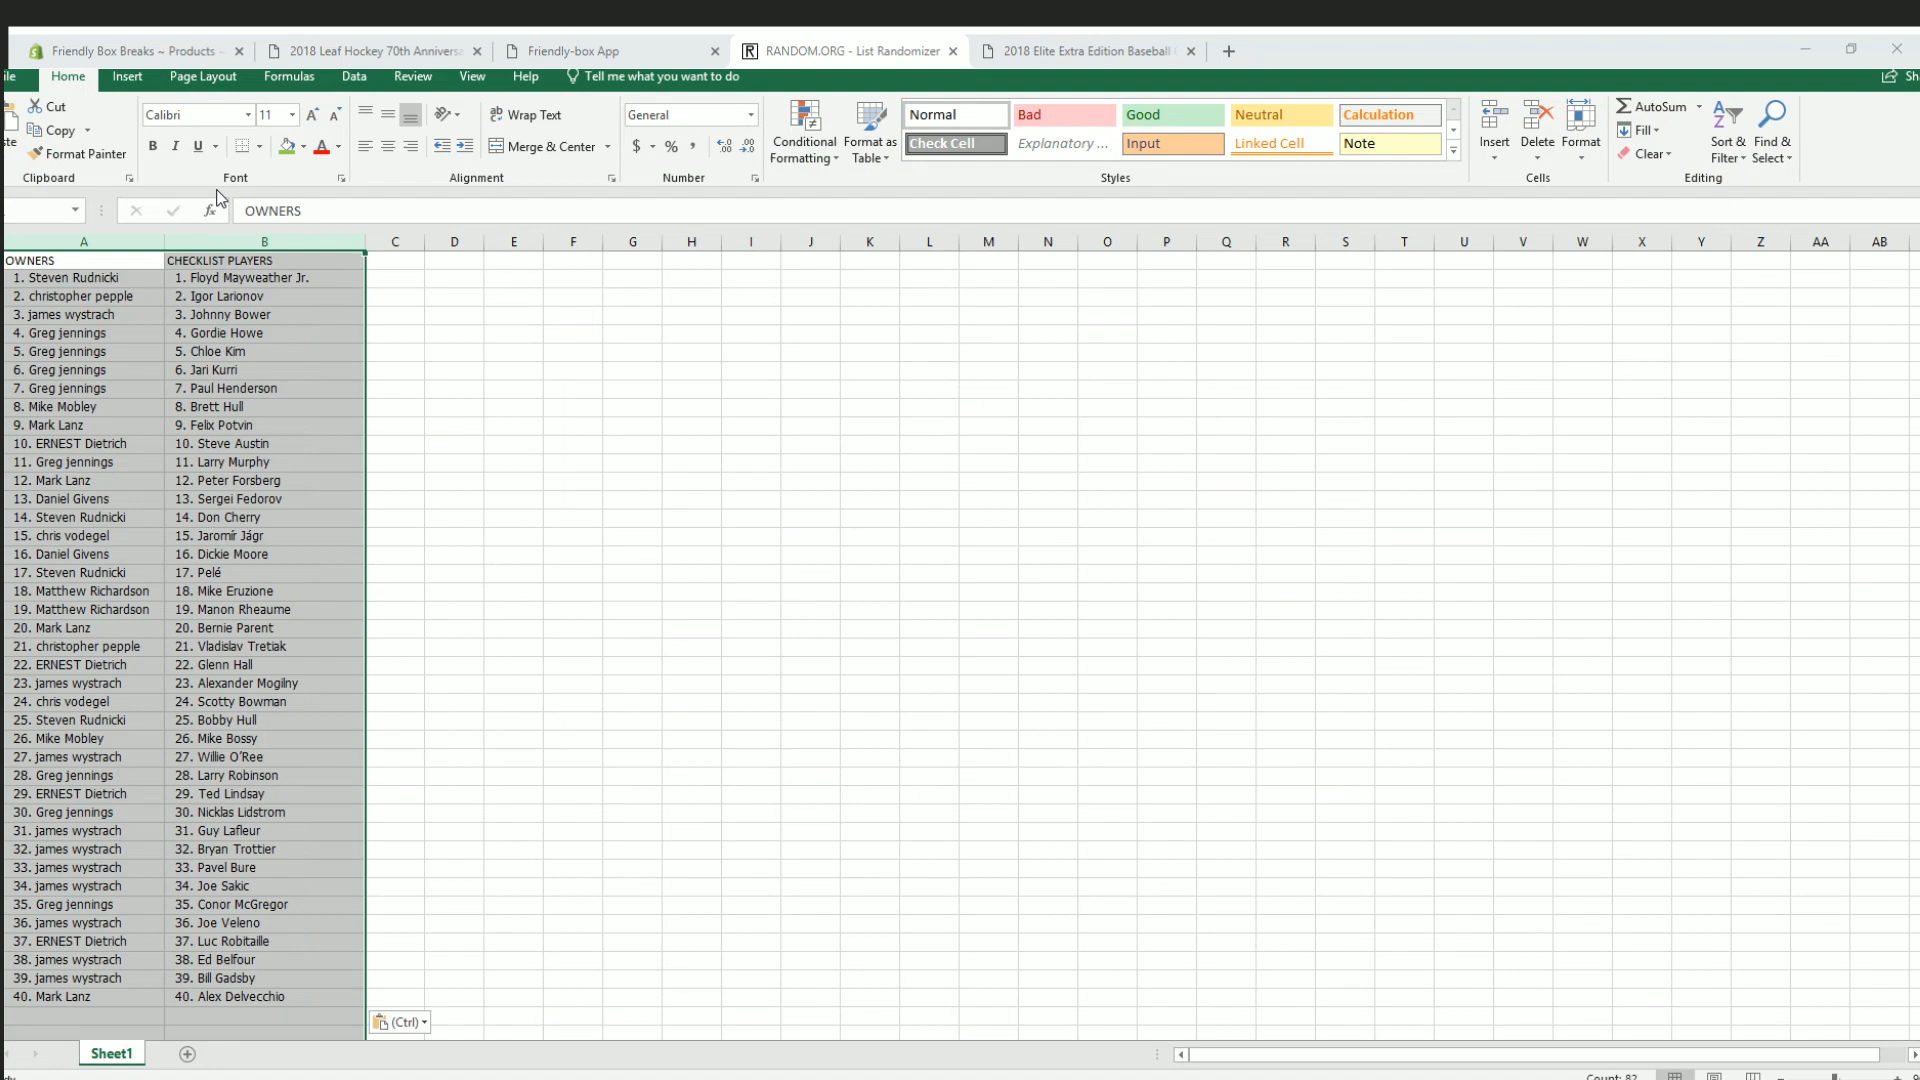 Friendly Box Breaks ~ Products
2018 Leaf Hockey 70th Annivers
Friendly-box App
RANDOM.ORG - List Randomizer
2018 Elite Extra Edition Baseball
Home Insert Page Layout Formulas Data Review View Help Tell me what you want to do
Cut
Copy
Format Painter
Clipboard
Calibri 11
B I U
Font
Wrap Text
Merge & Center
Alignment
General
$ % ,
Number
Conditional Formatting
Format as Table
Normal Bad Good Neutral Calculation
Check Cell Explanatory ... Input Linked Cell Note
Styles
Insert Delete Format
Cells
AutoSum
Fill
Clear
Sort & Filter
Find & Select
Editing
fx OWNERS
A B C D E F G H I J K L M N O P Q R S T U V W X Y Z AA AB
OWNERS CHECKLIST PLAYERS
1. Steven Rudnicki 1. Floyd Mayweather Jr.
2. christopher pepple 2. Igor Larionov
3. james wystrach 3. Johnny Bower
4. Greg jennings 4. Gordie Howe
5. Greg jennings 5. Chloe Kim
6. Greg jennings 6. Jari Kurri
7. Greg jennings 7. Paul Henderson
8. Mike Mobley 8. Brett Hull
9. Mark Lanz 9. Felix Potvin
10. ERNEST Dietrich 10. Steve Austin
11. Greg jennings 11. Larry Murphy
12. Mark Lanz 12. Peter Forsberg
13. Daniel Givens 13. Sergei Fedorov
14. Steven Rudnicki 14. Don Cherry
15. chris vodegel 15. Jaromír Jágr
16. Daniel Givens 16. Dickie Moore
17. Steven Rudnicki 17. Pelé
18. Matthew Richardson 18. Mike Eruzione
19. Matthew Richardson 19. Manon Rheaume
20. Mark Lanz 20. Bernie Parent
21. christopher pepple 21. Vladislav Tretiak
22. ERNEST Dietrich 22. Glenn Hall
23. james wystrach 23. Alexander Mogilny
24. chris vodegel 24. Scotty Bowman
25. Steven Rudnicki 25. Bobby Hull
26. Mike Mobley 26. Mike Bossy
27. james wystrach 27. Willie O'Ree
28. Greg jennings 28. Larry Robinson
29. ERNEST Dietrich 29. Ted Lindsay
30. Greg jennings 30. Nicklas Lidstrom
31. james wystrach 31. Guy Lafleur
32. james wystrach 32. Bryan Trottier
33. james wystrach 33. Pavel Bure
34. james wystrach 34. Joe Sakic
35. Greg jennings 35. Conor McGregor
36. james wystrach 36. Joe Veleno
37. ERNEST Dietrich 37. Luc Robitaille
38. james wystrach 38. Ed Belfour
39. james wystrach 39. Bill Gadsby
40. Mark Lanz 40. Alex Delvecchio
(Ctrl)
Sheet1
Count: 82